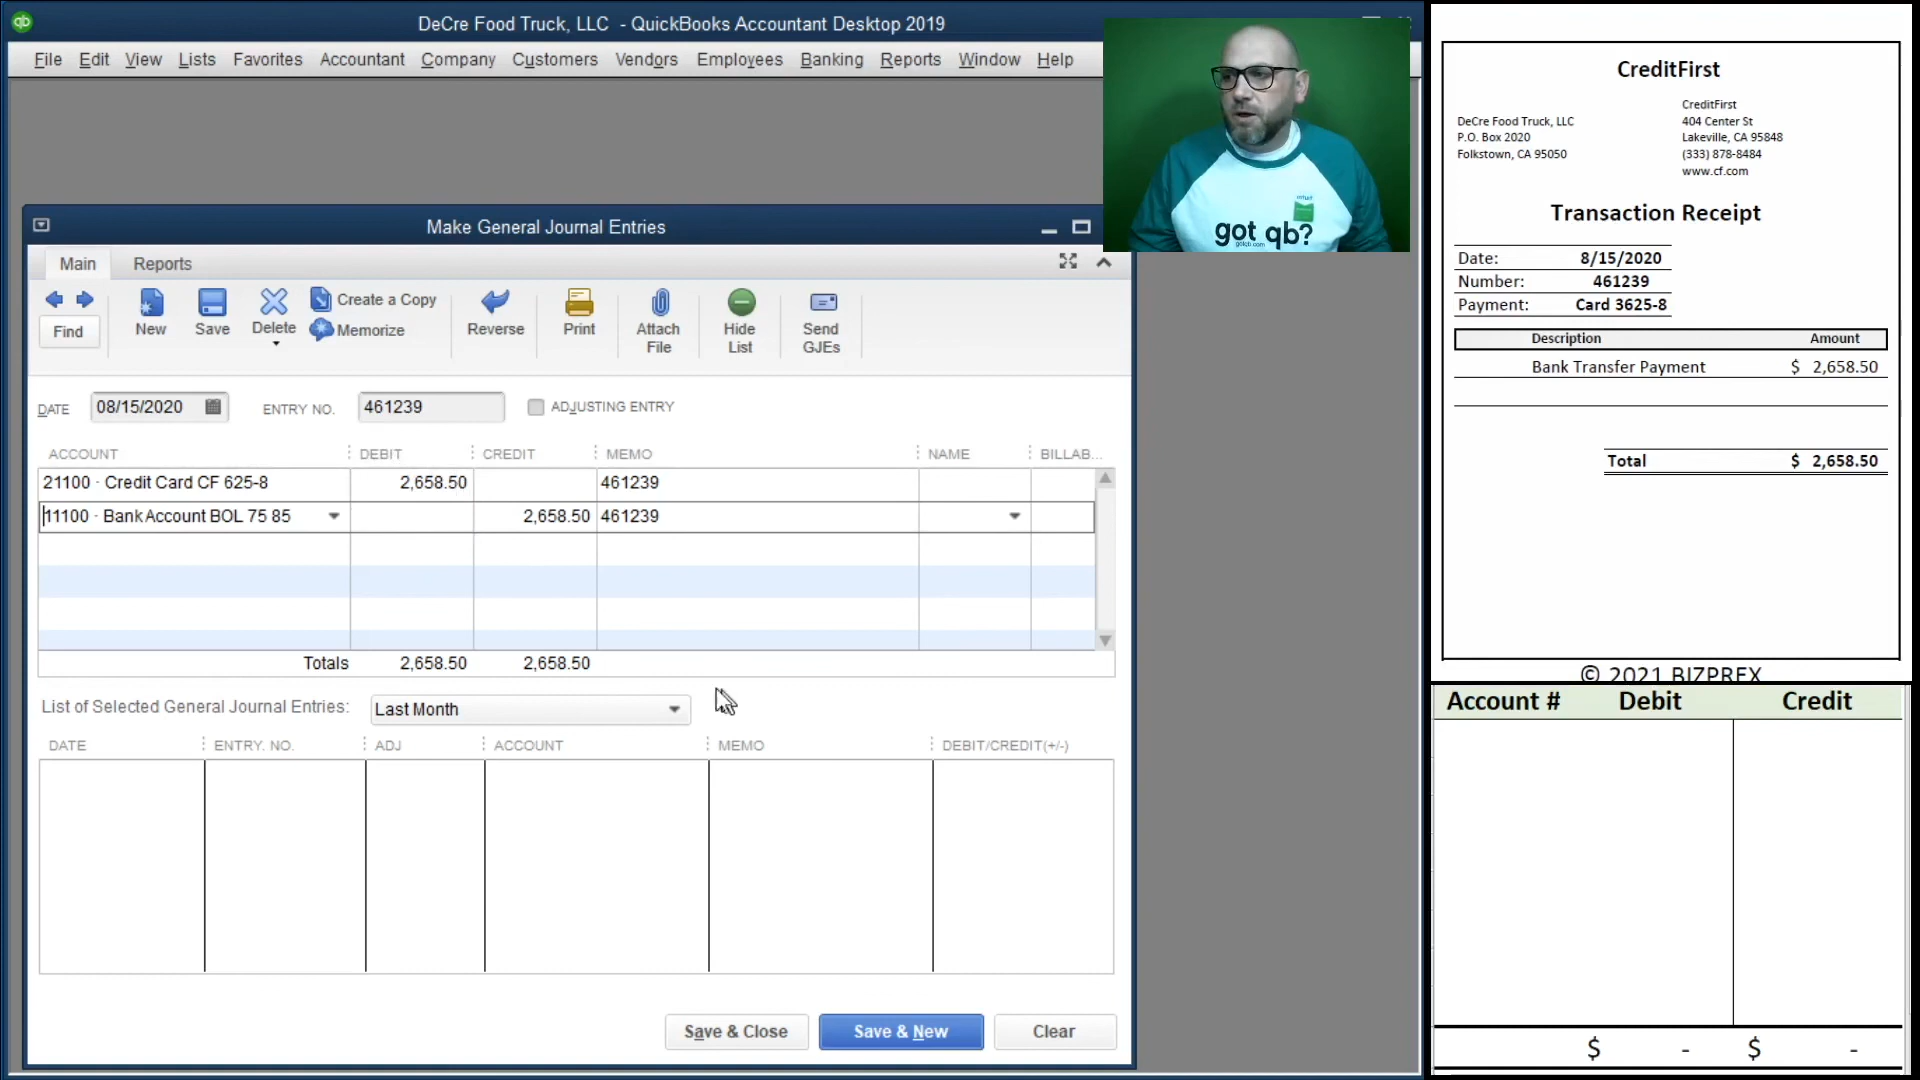 qb
DeCre Food Truck, LLC - QuickBooks Accountant Desktop 2019
File Edit View Lists Favorites Accountant Company Customers Vendors Employees Banking Reports Window Help
Make General Journal Entries
Main Reports
Find
New
Save
Delete
Create a Copy
Memorize
Reverse
Print
Attach File
Hide List
Send GJEs
DATE 08/15/2020 ENTRY NO. 461239 ADJUSTING ENTRY
ACCOUNT DEBIT CREDIT MEMO NAME BILLAB...
21100 · Credit Card CF 625-8 2,658.50 461239
11100 · Bank Account BOL 75 85 2,658.50 461239
Totals 2,658.50 2,658.50
List of Selected General Journal Entries: Last Month
DATE ENTRY. NO. ADJ ACCOUNT MEMO DEBIT/CREDIT(+/-)
Save & Close Save & New Clear
intuit
got qb?
gotqb.com
CreditFirst
DeCre Food Truck, LLC
P.O. Box 2020
Folkstown, CA 95050
CreditFirst
404 Center St
Lakeville, CA 95848
(333) 878-8484
www.cf.com
Transaction Receipt
Date: 8/15/2020
Number: 461239
Payment: Card 3625-8
Description Amount
Bank Transfer Payment $ 2,658.50
Total $ 2,658.50
© 2021 BIZPREX
Account # Debit Credit
$ - $ -